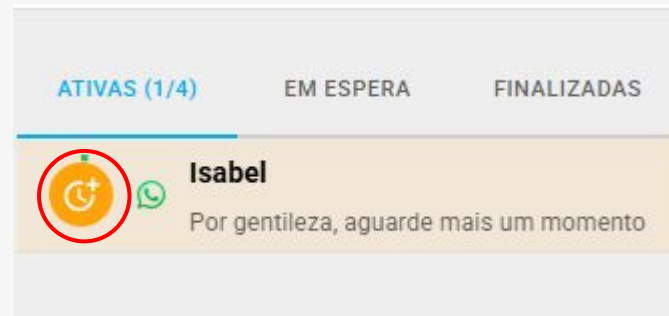 ATIVAS (1/4) EM ESPERA FINALIZADAS
Isabel
Por gentileza, aguarde mais um momento